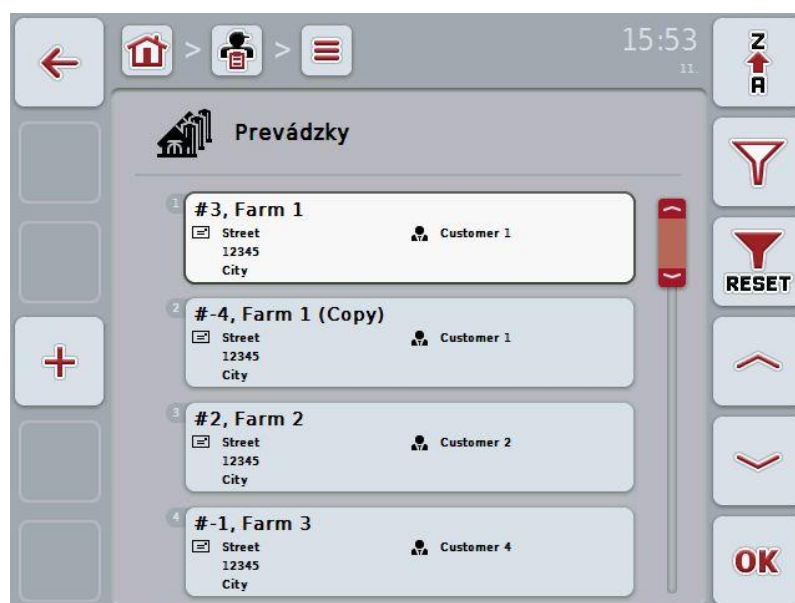 > > 15:53
11.
Z
A
Prevádzky
1
#3, Farm 1
Street Customer 1
12345
City
RESET
2
#-4, Farm 1 (Copy)
Street Customer 1
12345
City
3
#2, Farm 2
Street Customer 2
12345
City
4
#-1, Farm 3
Street Customer 4
12345
City
OK